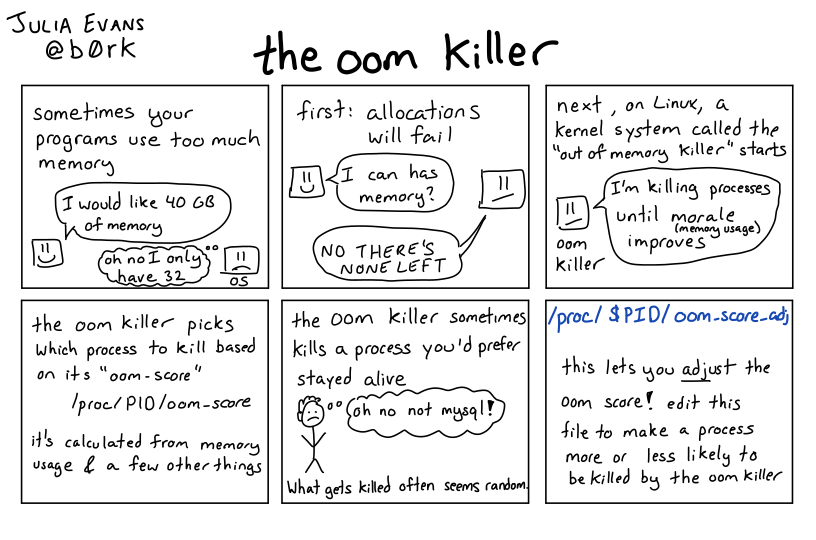 JULIA EVANS
@b0rk
the oom killer
sometimes your
programs use too much
memory
I would like 40 GB
of memory
oh no I only
have 32
OS
first: allocations
will fail
I can has
memory?
NO THERE'S
NONE LEFT
next, on Linux, a
kernel system called the
"out of memory killer" starts
I'm killing processes
until morale
(memory usage)
improves
oom
killer
the oom killer picks
which process to kill based
on its "oom-score"
/proc/PID/oom-score
it's calculated from memory
usage & a few other things
the oom killer sometimes
kills a process you'd prefer
stayed alive
oh no not mysql!
What gets killed often seems random.
/proc/$PID/oom-score_adj
this lets you adjust the
oom score! edit this
file to make a process
more or less likely to
be killed by the oom killer